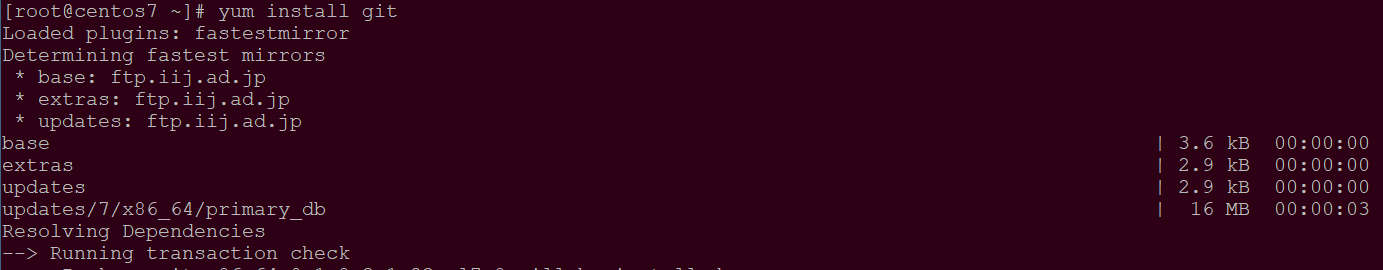 [root@centos7 ~]# yum install git
Loaded plugins: fastestmirror
Determining fastest mirrors
 * base: ftp.iij.ad.jp
 * extras: ftp.iij.ad.jp
 * updates: ftp.iij.ad.jp
base | 3.6 kB 00:00:00
extras | 2.9 kB 00:00:00
updates | 2.9 kB 00:00:00
updates/7/x86_64/primary_db | 16 MB 00:00:03
Resolving Dependencies
--> Running transaction check